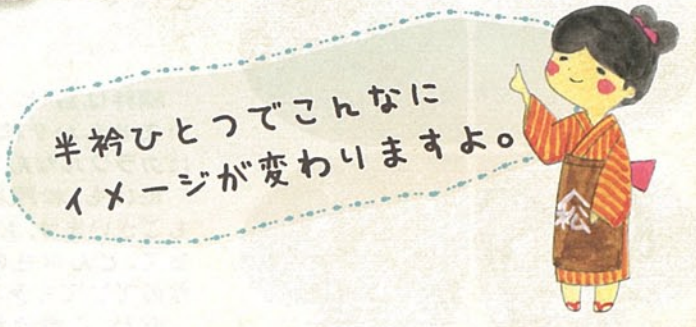 半衿ひとつでこんなに
イメージが変わりますよ。
松